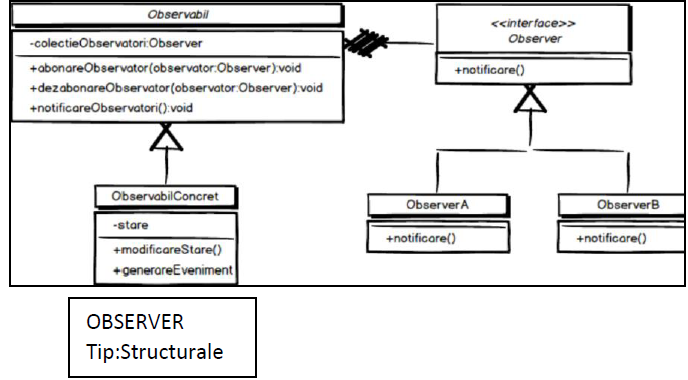 Observabil
-colectieObservatori:Observer
+abonareObservator(observator:Observer):void
+dezabonareObservator(observator:Observer):void
+notificareObservatori():void
<<interface>>
Observer
+notificare()
ObservabilConcret
-stare
+modificareStare()
+generareEveniment
ObserverA
+notificare()
ObserverB
+notificare()
OBSERVER
Tip:Structurale